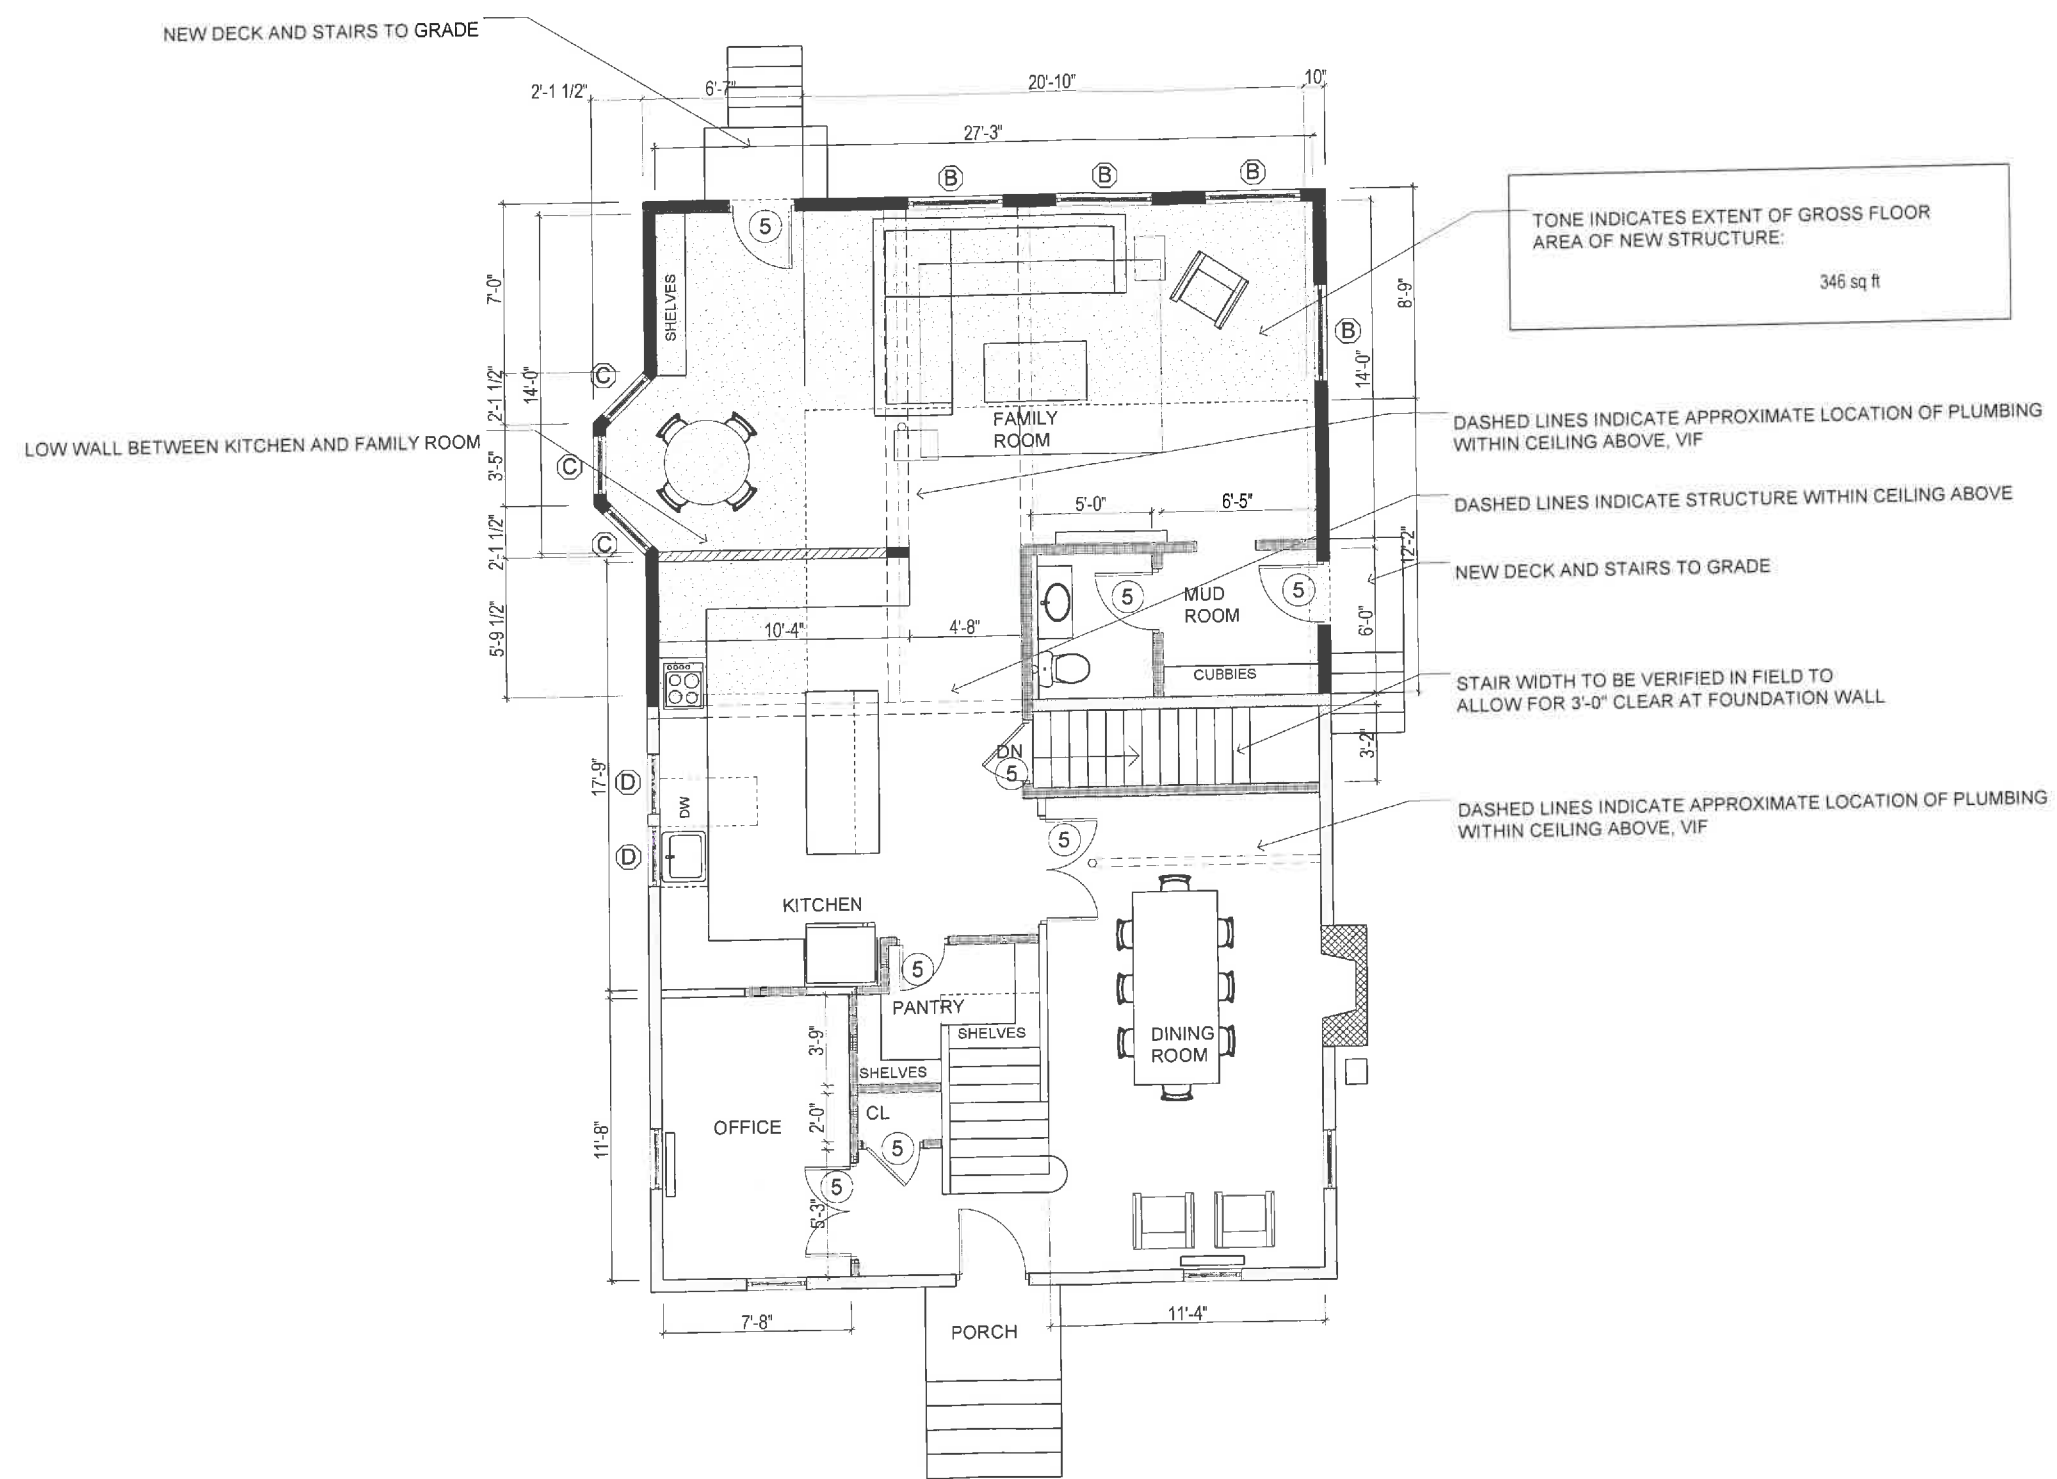 NEW DECK AND STAIRS TO GRADE
2'-1 1/2"
6'-7"
20'-10"
10"
27'-3"
B
B
B
TONE INDICATES EXTENT OF GROSS FLOOR
AREA OF NEW STRUCTURE:
346 sq ft
5
SHELVES
7'-0"
14'-0"
8'-9"
B
14'-0"
C
2'-1 1/2"
FAMILY
ROOM
DASHED LINES INDICATE APPROXIMATE LOCATION OF PLUMBING
WITHIN CEILING ABOVE, VIF
LOW WALL BETWEEN KITCHEN AND FAMILY ROOM
C
3'-5"
DASHED LINES INDICATE STRUCTURE WITHIN CEILING ABOVE
5'-0"
6'-5"
C
2'-1 1/2"
12'-2"
NEW DECK AND STAIRS TO GRADE
5
MUD
ROOM
5
5'-9 1/2"
10'-4"
4'-8"
6'-0"
CUBBIES
STAIR WIDTH TO BE VERIFIED IN FIELD TO
ALLOW FOR 3'-0" CLEAR AT FOUNDATION WALL
DN
5
3'-2"
17'-9"
D
DW
D
5
DASHED LINES INDICATE APPROXIMATE LOCATION OF PLUMBING
WITHIN CEILING ABOVE, VIF
KITCHEN
5
PANTRY
SHELVES
SHELVES
3'-9"
DINING
ROOM
OFFICE
CL
2'-0"
11'-8"
5
5
5'-3"
7'-8"
11'-4"
PORCH